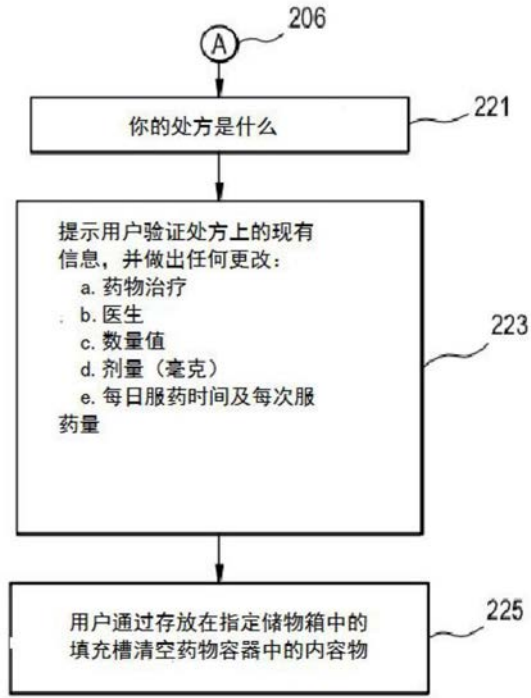 206
A
221
你的处方是什么
提示用户验证处方上的现有
信息，并做出任何更改：
a. 药物治疗
b. 医生
c. 数量值
d. 剂量（毫克）
e. 每日服药时间及每次服
药量
223
用户通过存放在指定储物箱中的
填充槽清空药物容器中的内容物
225